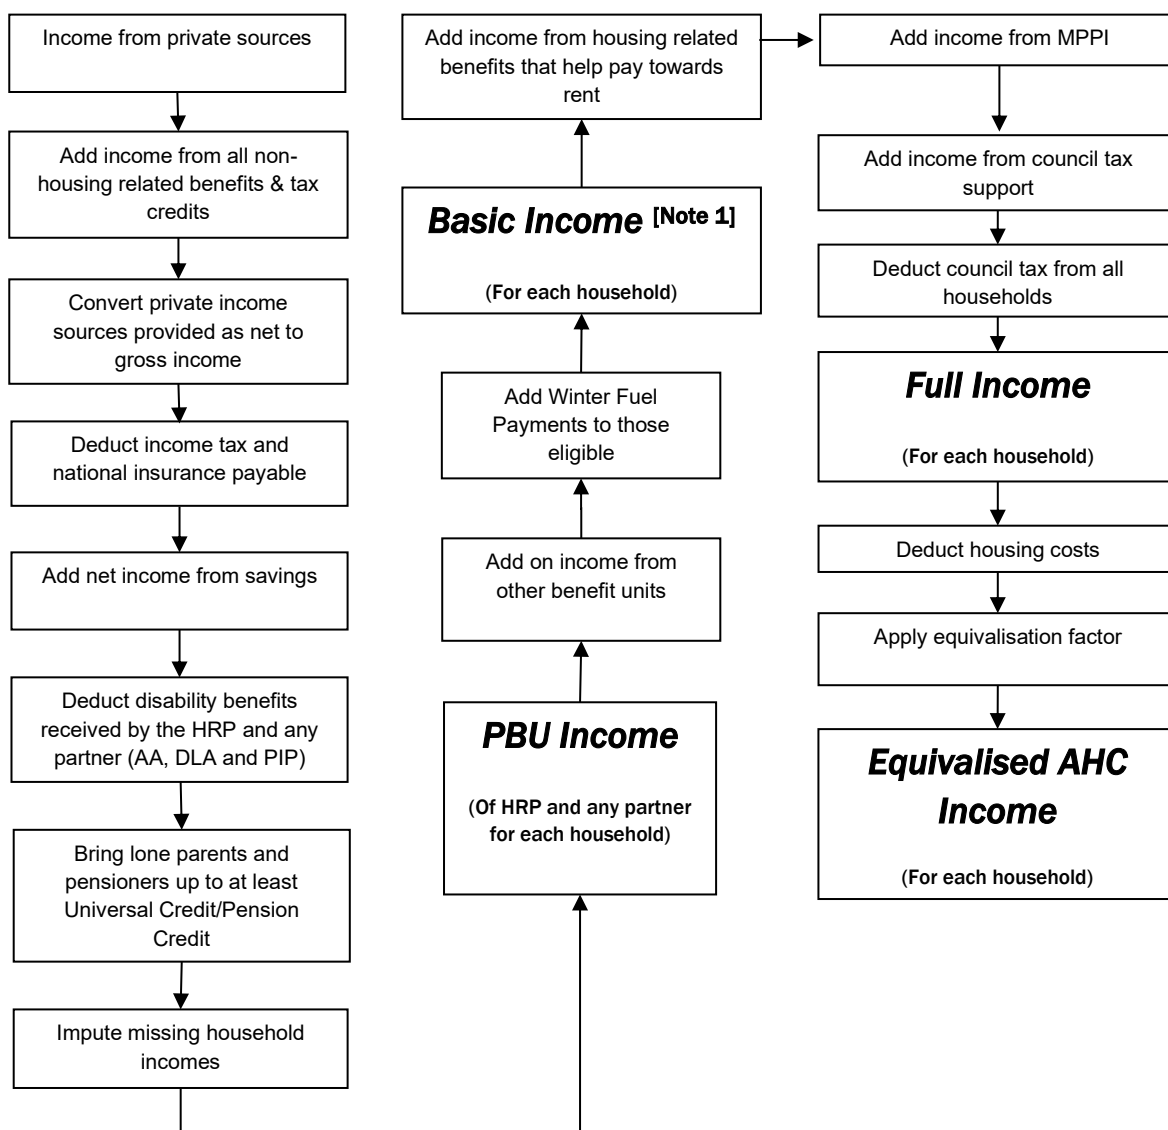 Income from private sources
Add income from all non-
housing related benefits & tax
credits
Convert private income
sources provided as net to
gross income
Deduct income tax and
national insurance payable
Add net income from savings
Deduct disability benefits
received by the HRP and any
partner (AA, DLA and PIP)
Bring lone parents and
pensioners up to at least
Universal Credit/Pension
Credit
Impute missing household
incomes
PBU Income
(Of HRP and any partner
for each household)
Add on income from
other benefit units
Add Winter Fuel
Payments to those
eligible
Basic Income [Note 1]
(For each household)
Add income from housing related
benefits that help pay towards
rent
Add income from MPPI
Add income from council tax
support
Deduct council tax from all
households
Full Income
(For each household)
Deduct housing costs
Apply equivalisation factor
Equivalised AHC
Income
(For each household)